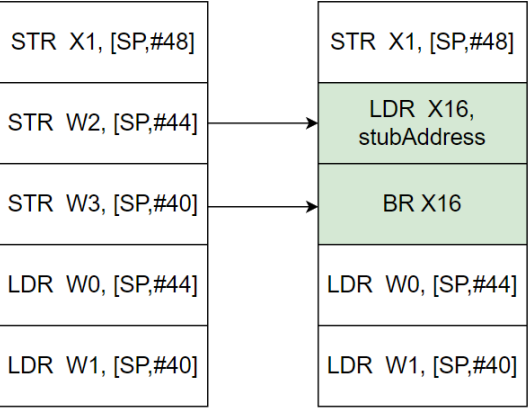 STR  X1, [SP,#48]
STR  W2, [SP,#44]
STR  W3, [SP,#40]
LDR  W0, [SP,#44]
LDR  W1, [SP,#40]
STR  X1, [SP,#48]
LDR  X16,
stubAddress
BR X16
LDR  W0, [SP,#44]
LDR  W1, [SP,#40]